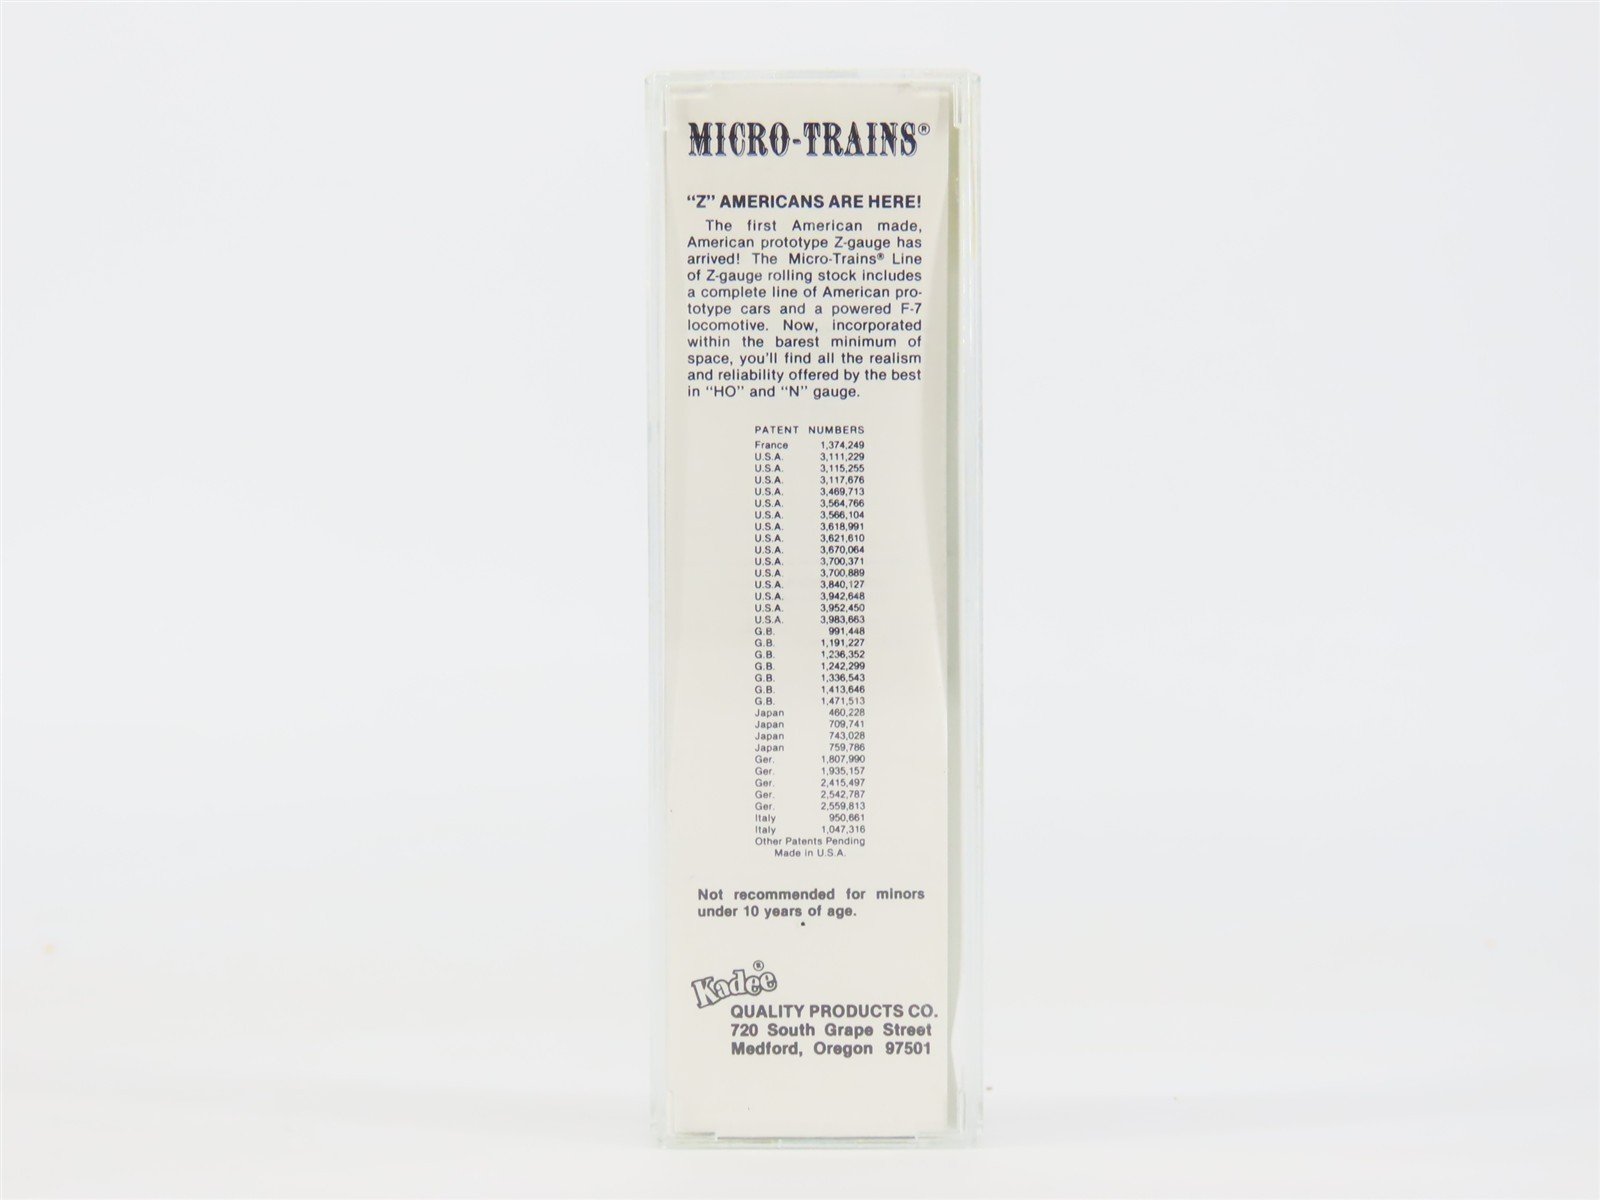 MICRO-TRAINS®
“Z” AMERICANS ARE HERE!
The first American made,
American prototype Z-gauge has
arrived! The Micro-Trains® Line
of Z-gauge rolling stock includes
a complete line of American pro-
totype cars and a powered F-7
locomotive. Now, incorporated
within the barest minimum of
space, you'll find all the realism
and reliability offered by the best
in “HO” and “N” gauge.
PATENT NUMBERS
France 1,374,249
U.S.A. 3,111,229
U.S.A. 3,115,255
U.S.A. 3,117,676
U.S.A. 3,469,713
U.S.A. 3,564,766
U.S.A. 3,566,104
U.S.A. 3,618,991
U.S.A. 3,621,610
U.S.A. 3,670,064
U.S.A. 3,700,371
U.S.A. 3,700,889
U.S.A. 3,840,127
U.S.A. 3,942,648
U.S.A. 3,952,450
U.S.A. 3,983,663
G.B. 991,448
G.B. 1,191,227
G.B. 1,236,352
G.B. 1,242,299
G.B. 1,336,543
G.B. 1,413,646
G.B. 1,471,513
Japan 460,228
Japan 709,741
Japan 743,028
Japan 759,786
Ger. 1,807,990
Ger. 1,935,157
Ger. 2,415,497
Ger. 2,542,787
Ger. 2,559,813
Italy 950,661
Italy 1,047,316
Other Patents Pending
Made in U.S.A.
Not recommended for minors
under 10 years of age.
Kadee®
QUALITY PRODUCTS CO.
720 South Grape Street
Medford, Oregon 97501